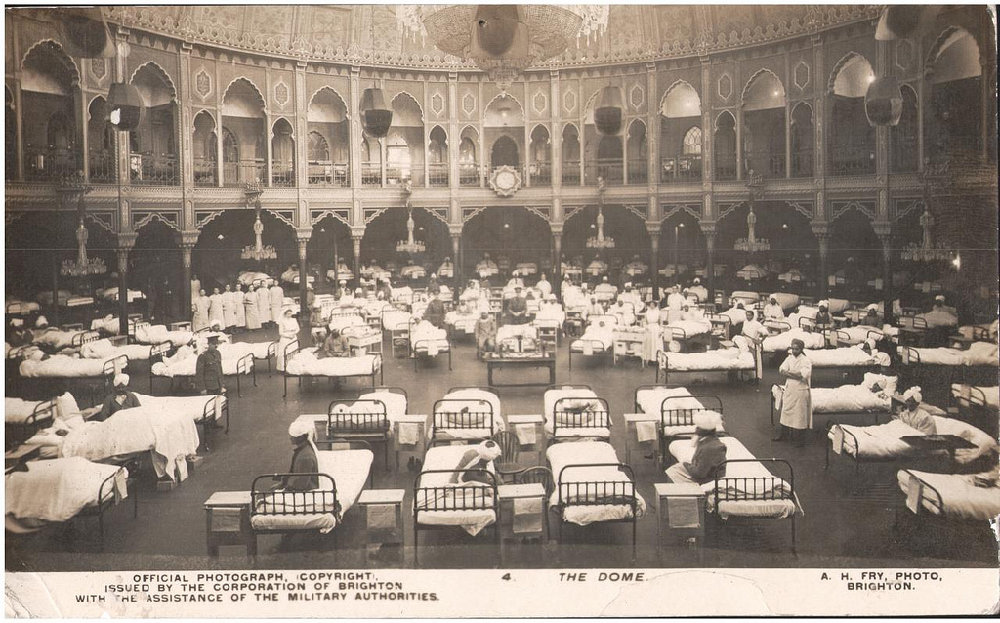 OFFICIAL PHOTOGRAPH, (COPYRIGHT),
ISSUED BY THE CORPORATION OF BRIGHTON
WITH THE ASSISTANCE OF THE MILITARY AUTHORITIES.
4. THE DOME.
A. H. FRY, PHOTO,
BRIGHTON.